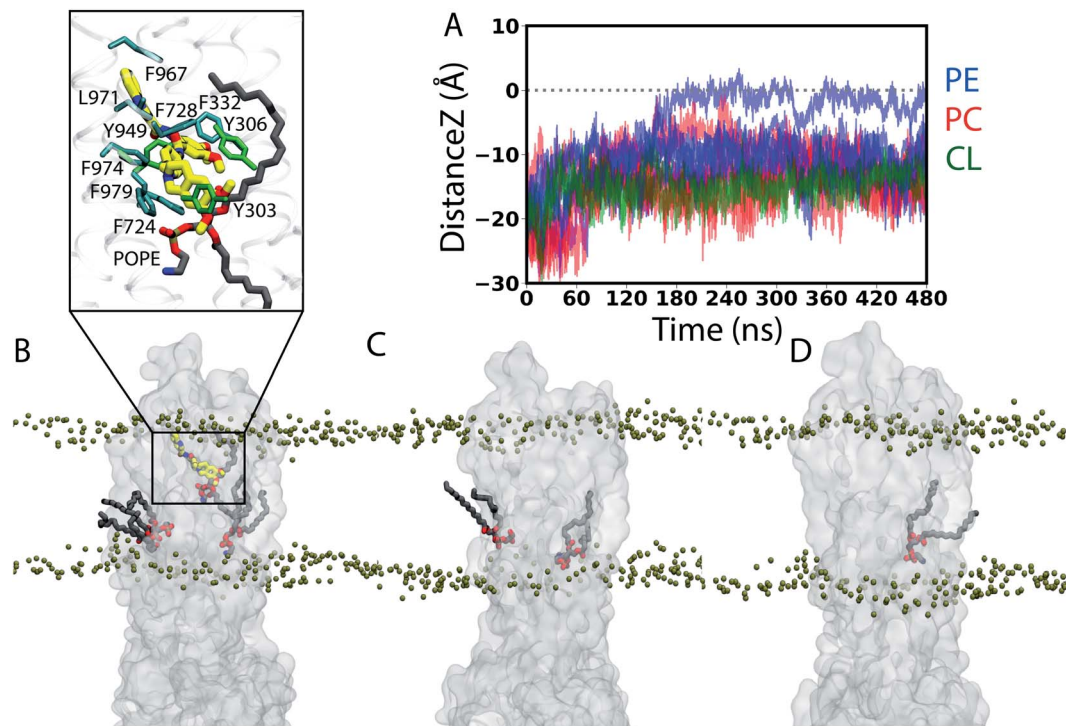 F967
L971
F728
F332
Y949
Y306
F974
F979
Y303
F724
POPE
A
10
0
−10
−20
−30
DistanceZ (Å)
0
60
120
180
240
300
360
420
480
Time (ns)
PE
PC
CL
B
C
D